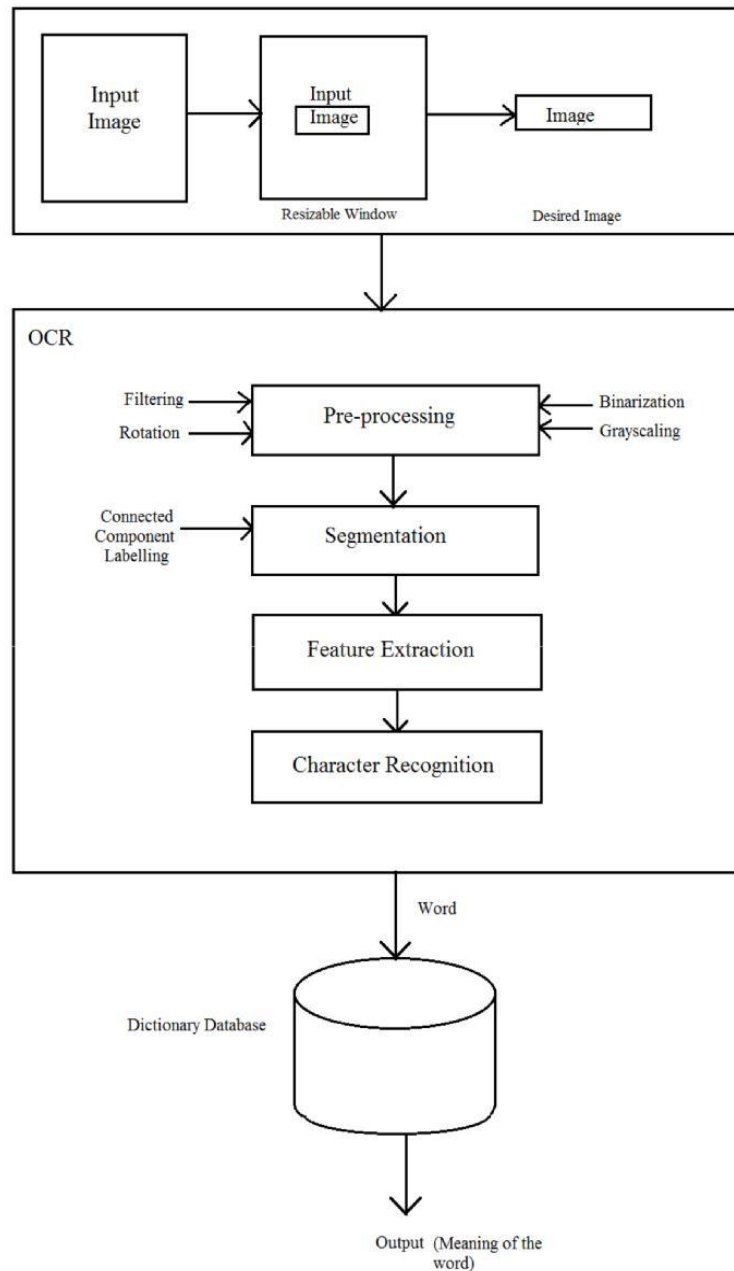 Input
Image
Input
Image
Image
Resizable Window
Desired Image
OCR
Filtering
Rotation
Pre-processing
Binarization
Grayscaling
Connected
Component
Labelling
Segmentation
Feature Extraction
Character Recognition
Word
Dictionary Database
Output (Meaning of the
word)